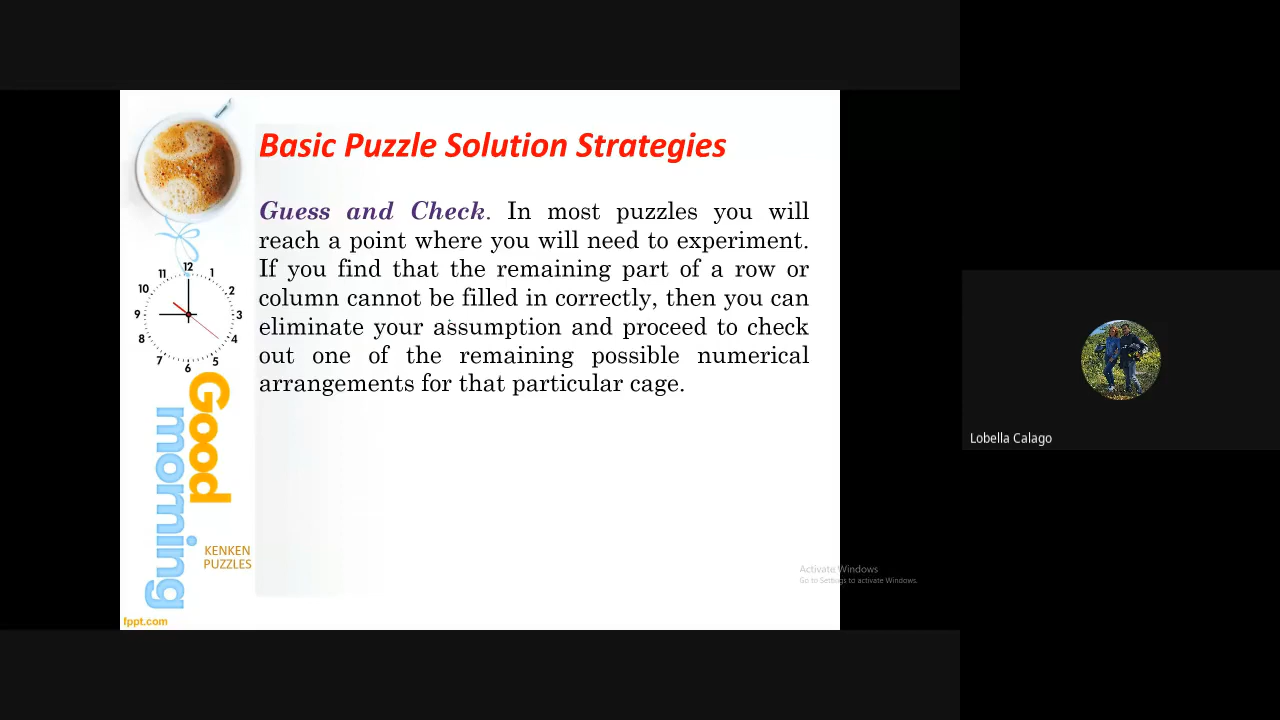 Basic Puzzle Solution Strategies
Guess and Check. In most puzzles you will
reach a point where you will need to experiment.
If you find that the remaining part of a row or
column cannot be filled in correctly, then you can
eliminate your assumption and proceed to check
out one of the remaining possible numerical
arrangements for that particular cage.
12
11
1
10
2
9
3
8
4
7
5
6
Good
morning
KENKEN
PUZZLES
fppt.com
Activate Windows
Go to Settings to activate Windows.
Lobella Calago